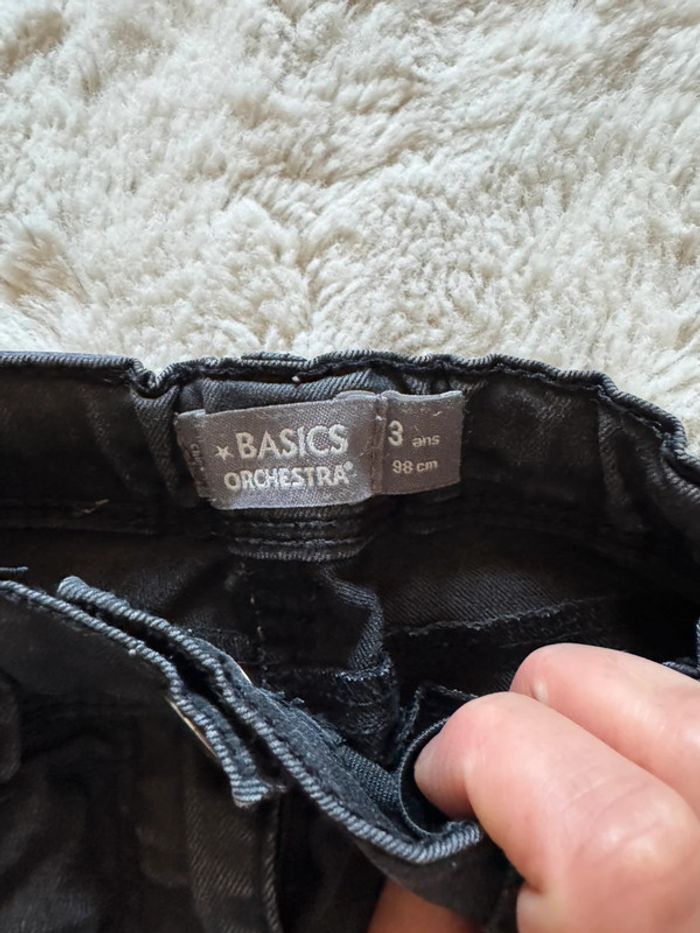 BASICS
ORCHESTRA®
3 ans
98 cm